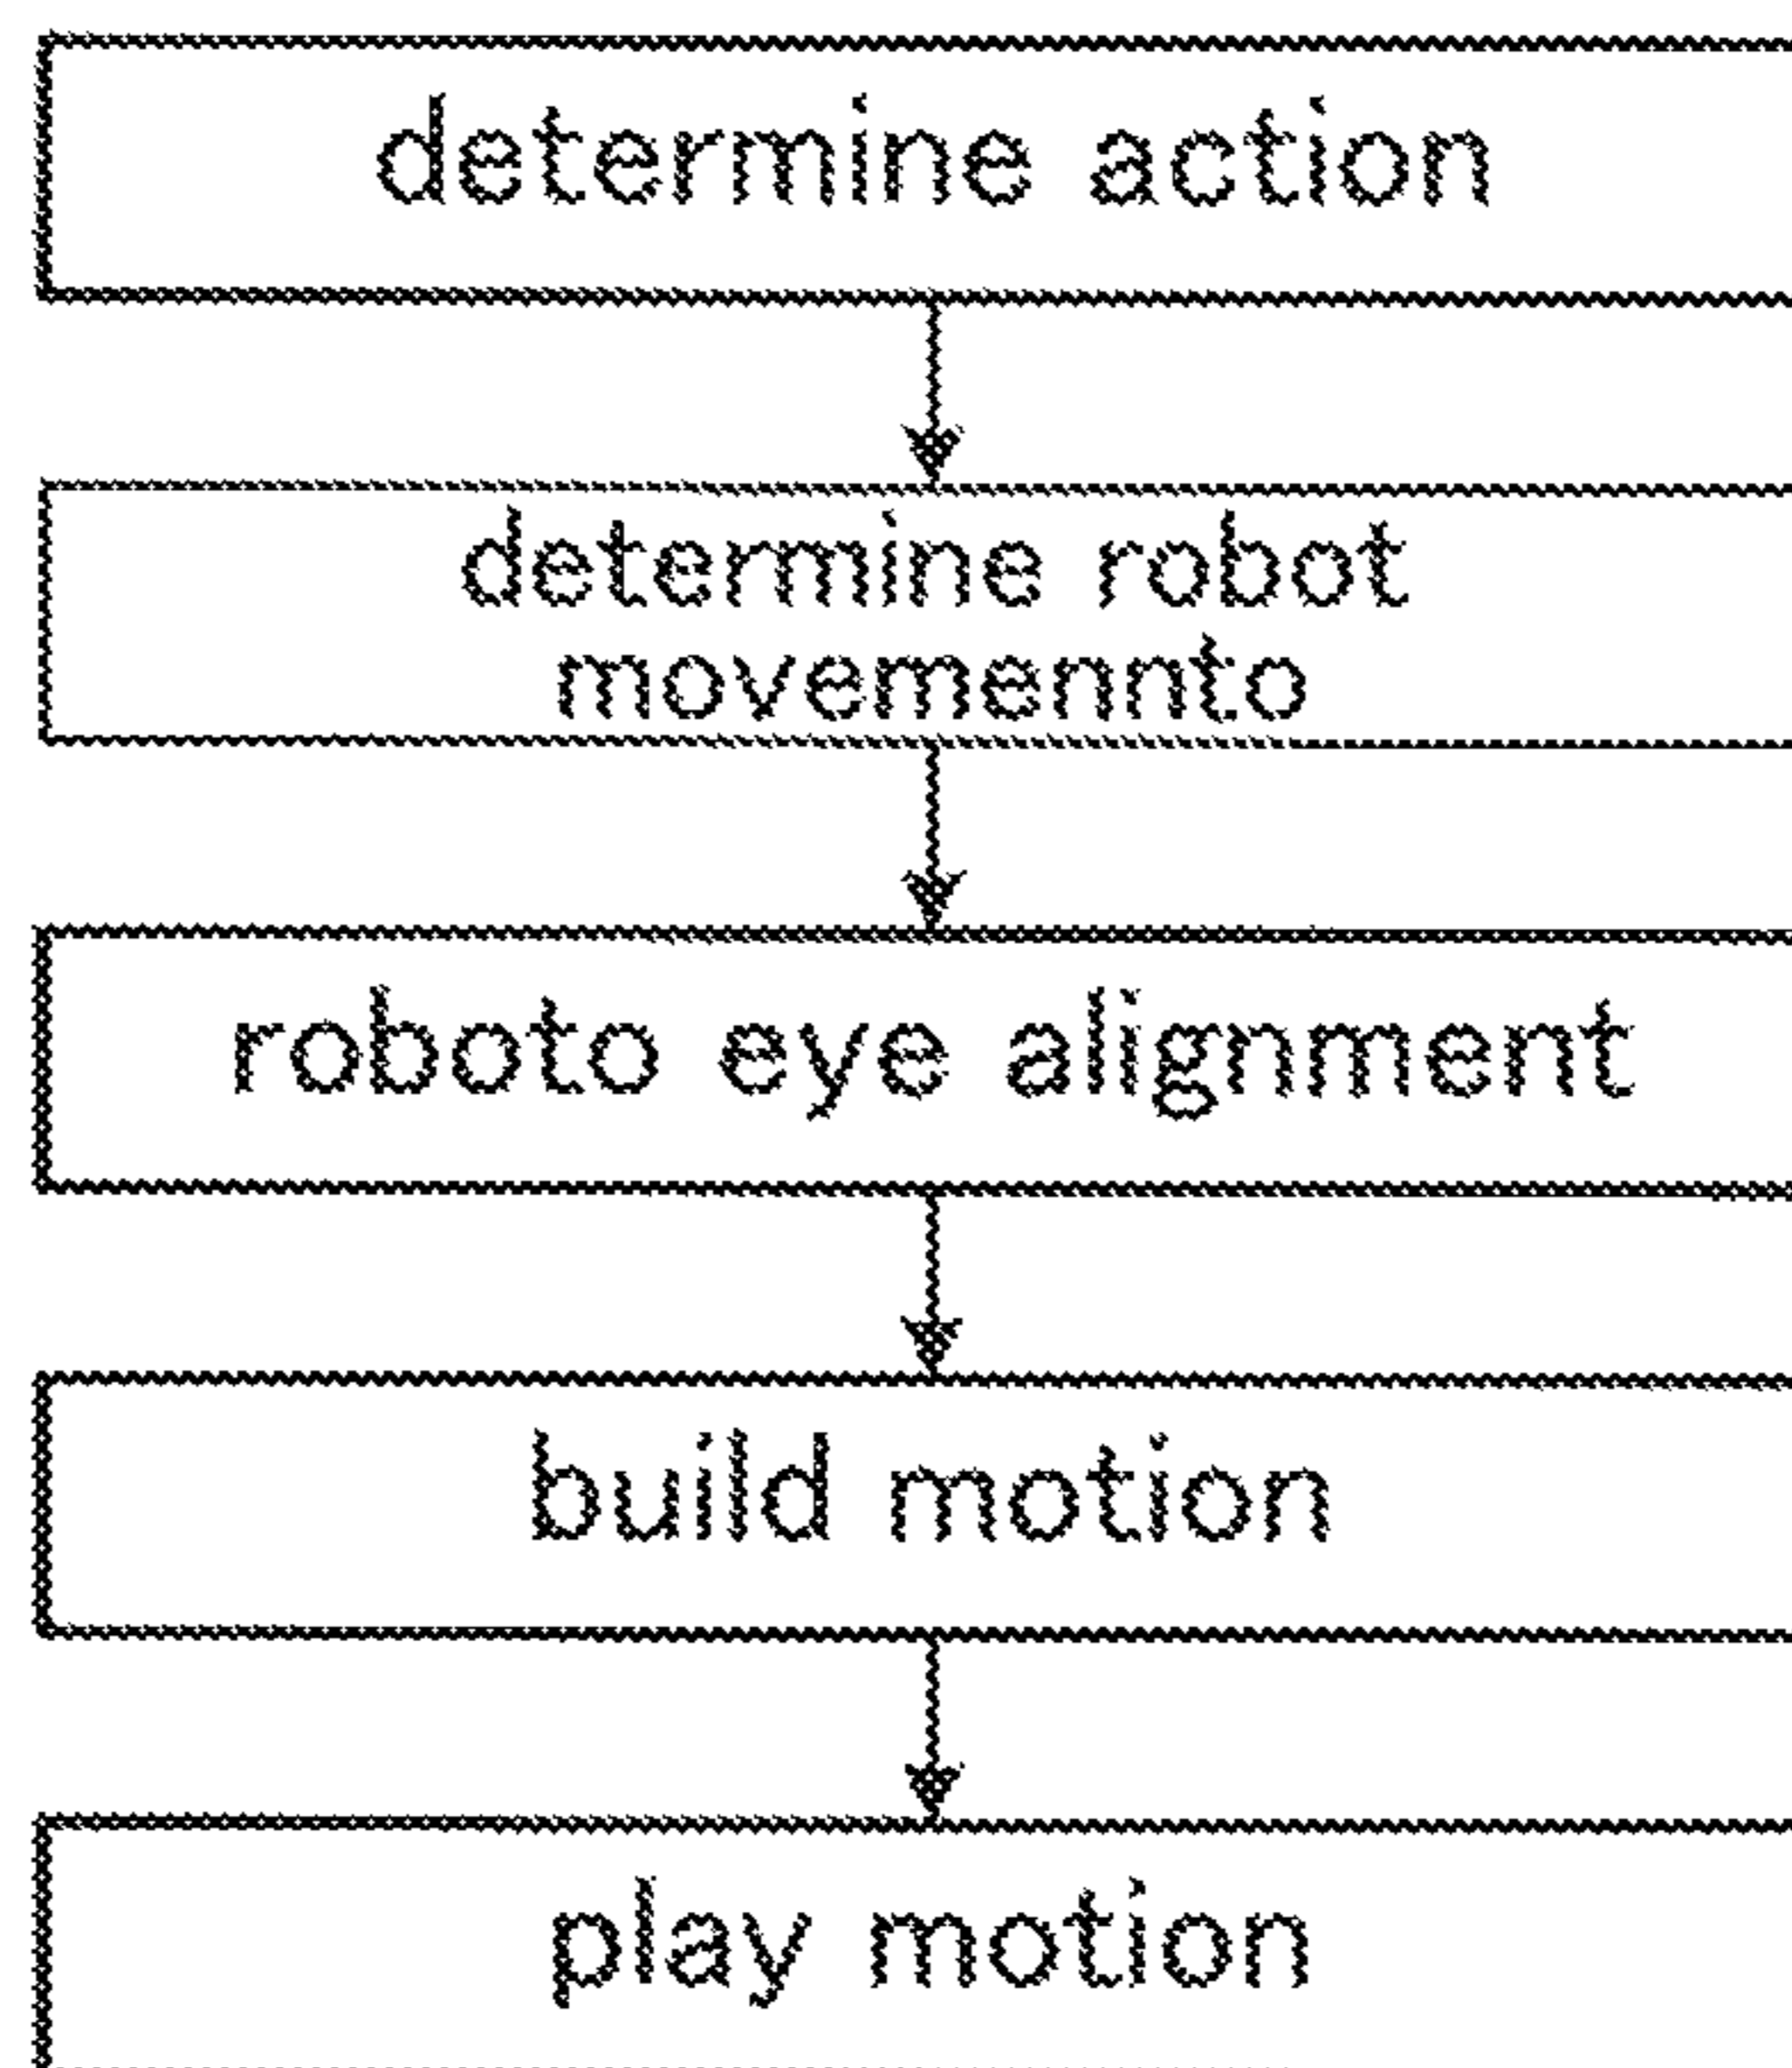 determine action
determine robot
movemennto
roboto eye alignment
build motion
play motion